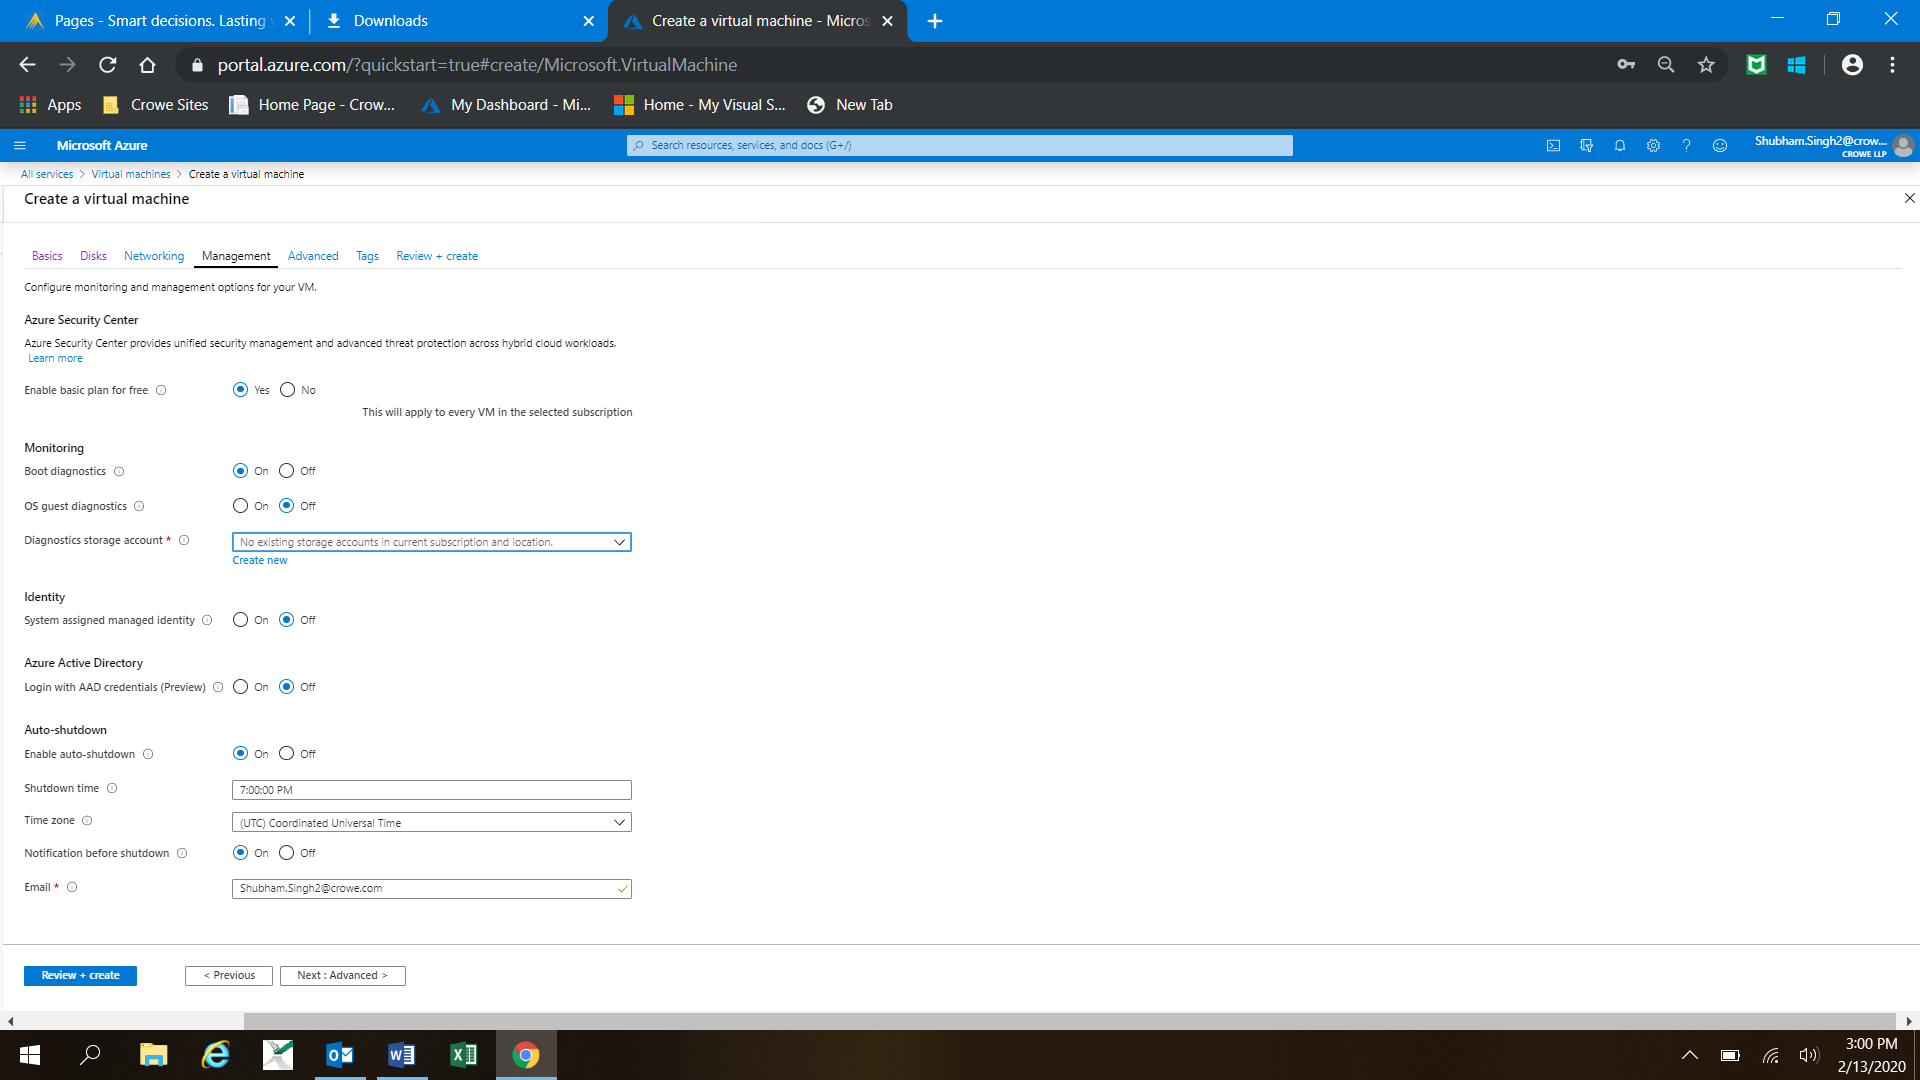 Pages - Smart decisions. Lasting
Downloads
Create a virtual machine - Micros
portal.azure.com/?quickstart=true#create/Microsoft.VirtualMachine
Apps
Crowe Sites
Home Page - Crow...
My Dashboard - Mi...
Home - My Visual S...
New Tab
Microsoft Azure
Search resources, services, and docs (G+/)
Shubham.Singh2@crow...
CROWE LLP
All services > Virtual machines > Create a virtual machine
Create a virtual machine
Basics Disks Networking Management Advanced Tags Review + create
Configure monitoring and management options for your VM.
Azure Security Center
Azure Security Center provides unified security management and advanced threat protection across hybrid cloud workloads.
Learn more
Enable basic plan for free Yes No
This will apply to every VM in the selected subscription
Monitoring
Boot diagnostics On Off
OS guest diagnostics On Off
Diagnostics storage account * No existing storage accounts in current subscription and location.
Create new
Identity
System assigned managed identity On Off
Azure Active Directory
Login with AAD credentials (Preview) On Off
Auto-shutdown
Enable auto-shutdown On Off
Shutdown time 7:00:00 PM
Time zone (UTC) Coordinated Universal Time
Notification before shutdown On Off
Email * Shubham.Singh2@crowe.com
Review + create < Previous Next : Advanced >
3:00 PM
2/13/2020